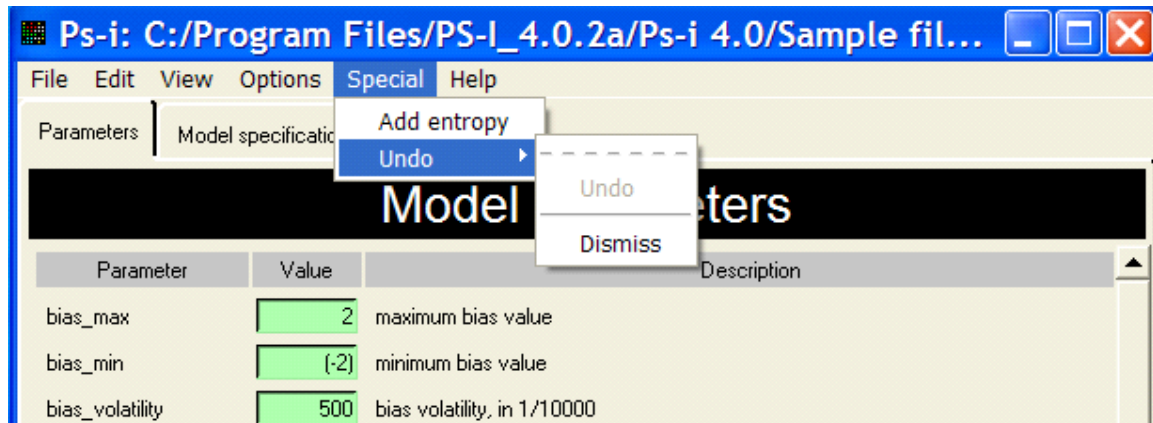 Ps-i: C:/Program Files/PS-I_4.0.2a/Ps-i 4.0/Sample fil...
File Edit View Options Special Help
Parameters Model specificatio
Add entropy
Undo
Undo
Dismiss
Model eters
Parameter Value Description
bias_max 2 maximum bias value
bias_min (-2) minimum bias value
bias_volatility 500 bias volatility, in 1/10000